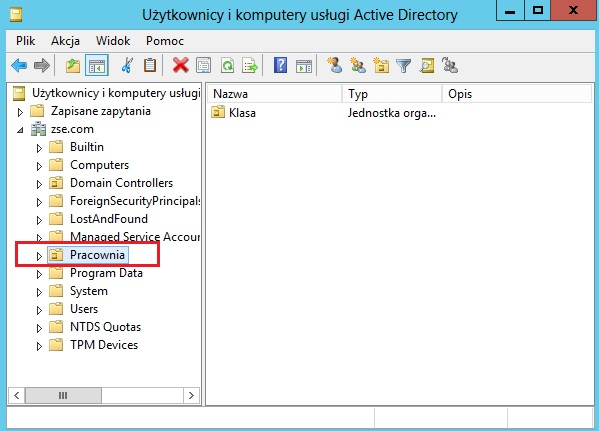 Użytkownicy i komputery usługi Active Directory
Plik Akcja Widok Pomoc
Użytkownicy i komputery usługi
Zapisane zapytania
zse.com
Builtin
Computers
Domain Controllers
ForeignSecurityPrincipals
LostAndFound
Managed Service Accour
Pracownia
Program Data
System
Users
NTDS Quotas
TPM Devices
Nazwa Typ Opis
Klasa Jednostka orga...